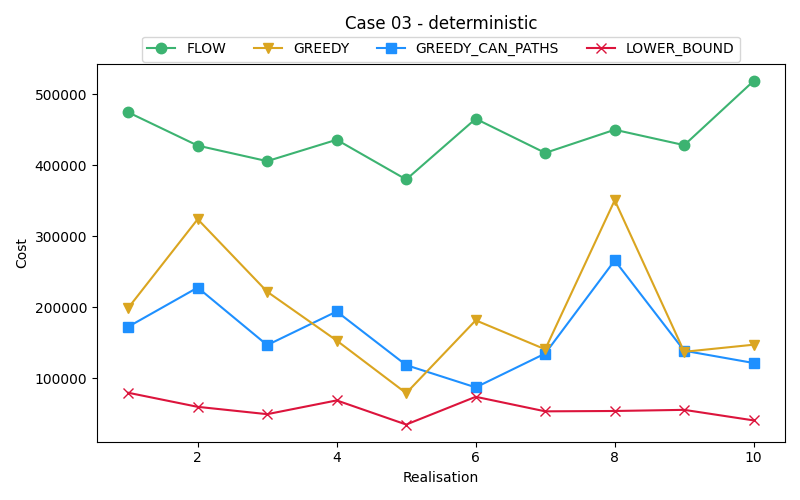 Case 03 - deterministic
FLOW GREEDY GREEDY_CAN_PATHS LOWER_BOUND
500000
400000
300000
200000
100000
Cost
2 4 6 8 10
Realisation